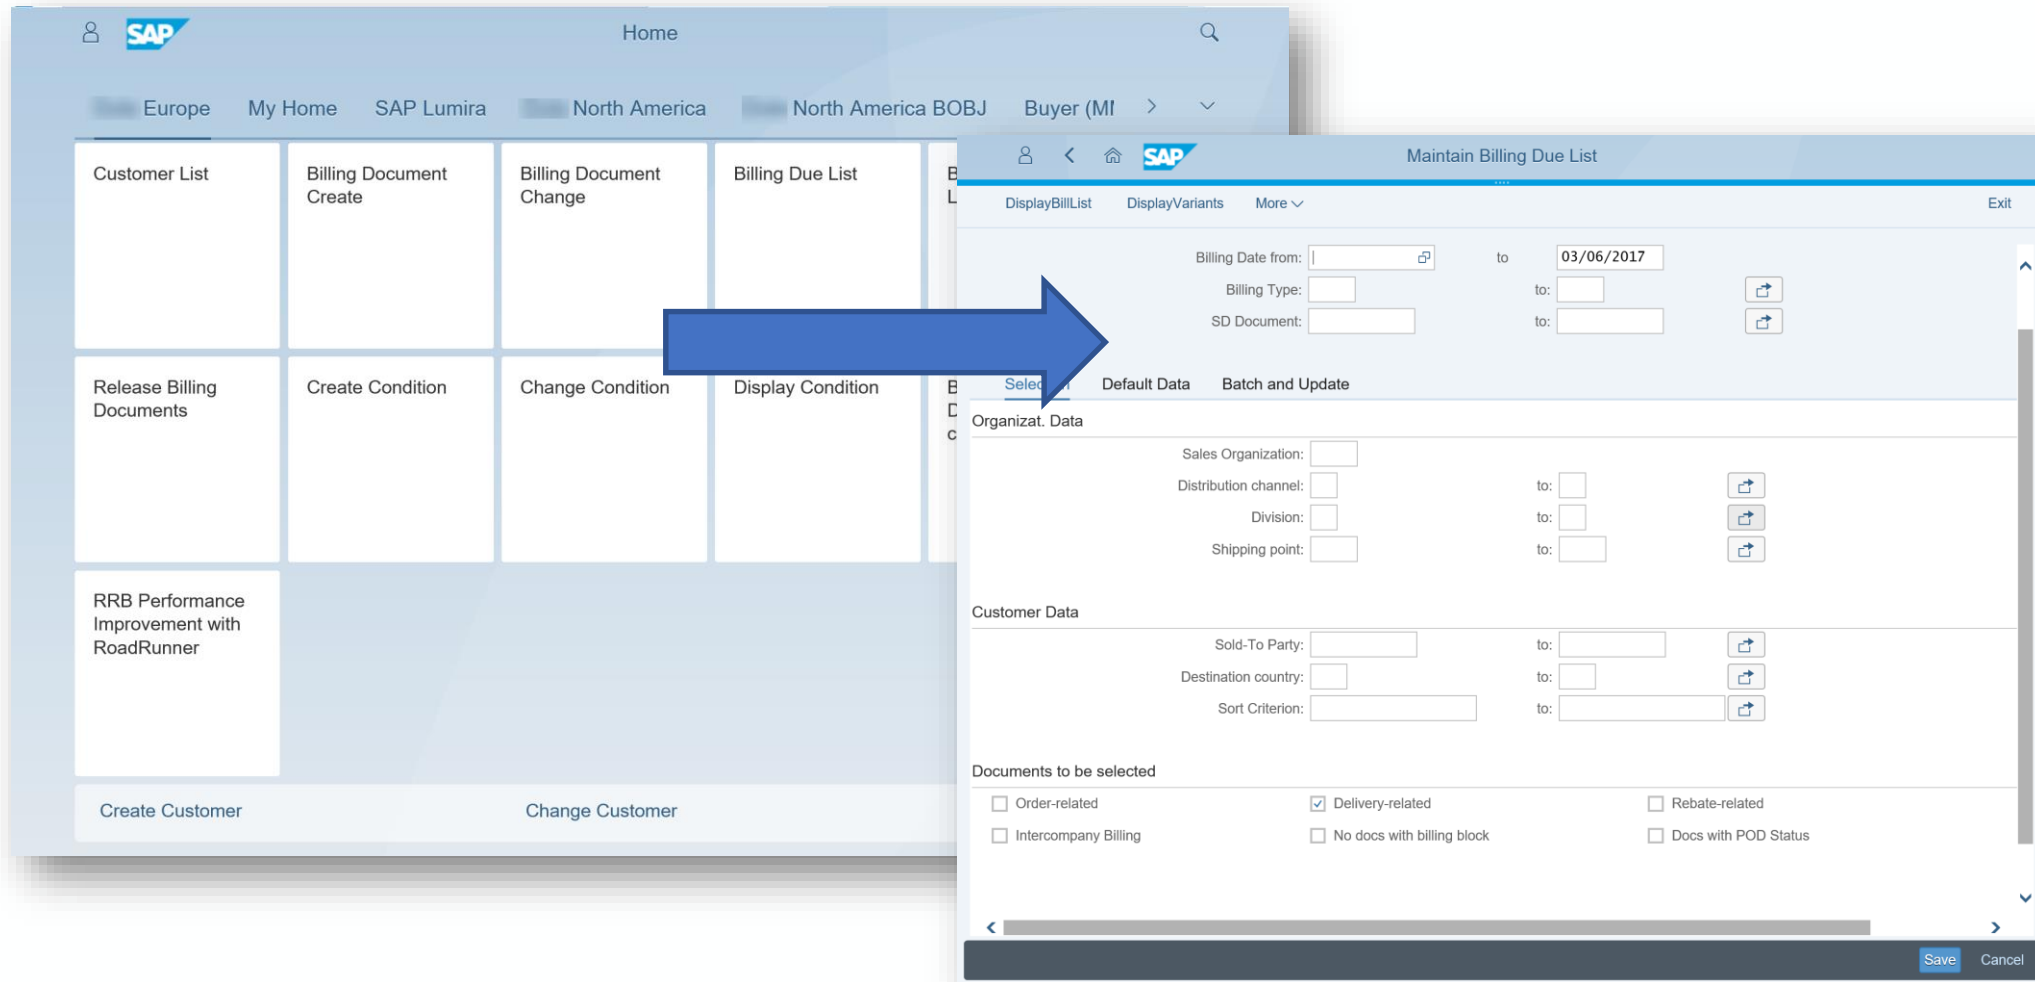 SAP
Home
Europe
My Home
SAP Lumira
North America
North America BOBJ
Buyer (MI
Customer List
Billing Document
Create
Billing Document
Change
Billing Due List
B
L
Release Billing
Documents
Create Condition
Change Condition
Display Condition
B
D
c
RRB Performance
Improvement with
RoadRunner
Create Customer
Change Customer
SAP
Maintain Billing Due List
DisplayBillList
DisplayVariants
More
Exit
Billing Date from:
to
03/06/2017
Billing Type:
to:
SD Document:
to:
Default Data
Batch and Update
Organizat. Data
Sales Organization:
Distribution channel:
to:
Division:
to:
Shipping point:
to:
Customer Data
Sold-To Party:
to:
Destination country:
to:
Sort Criterion:
to:
Documents to be selected
Order-related
Delivery-related
Rebate-related
Intercompany Billing
No docs with billing block
Docs with POD Status
Save
Cancel